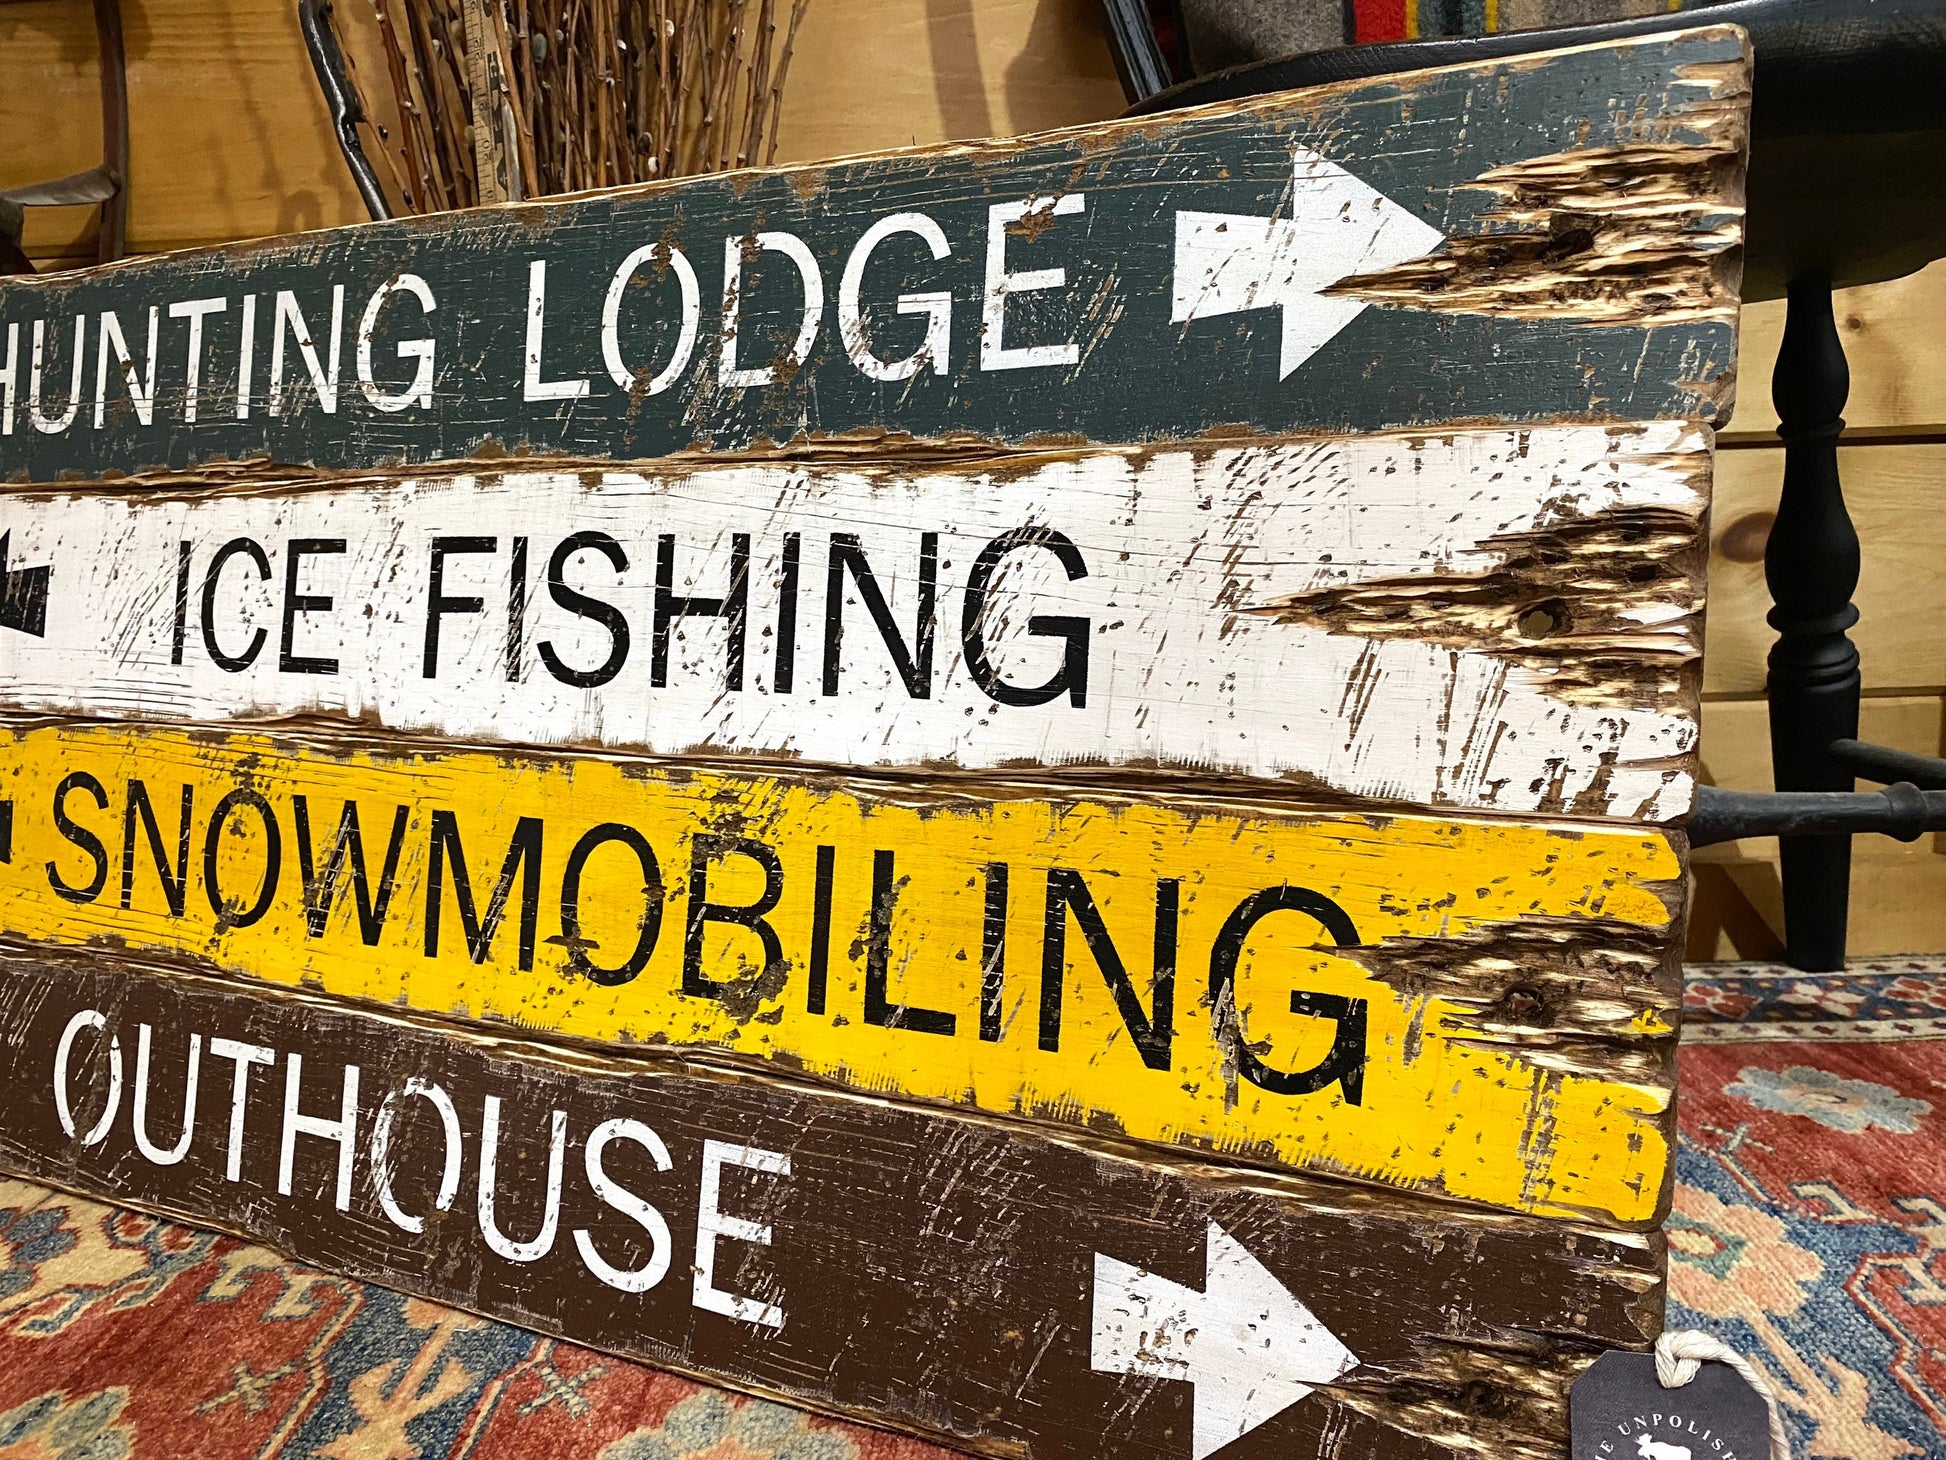 HUNTING LODGE
ICE FISHING
SNOWMOBILING
OUTHOUSE